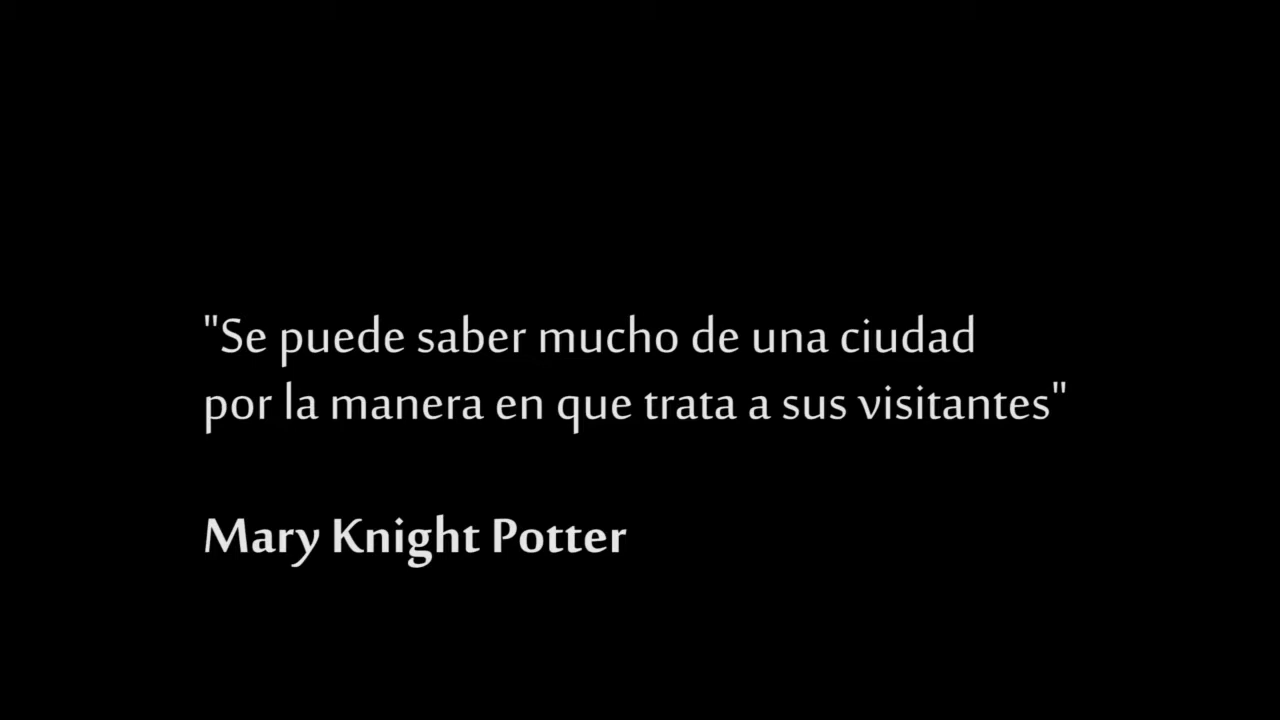 "Se puede saber mucho de una ciudad
por la manera en que trata a sus visitantes"
Mary Knight Potter